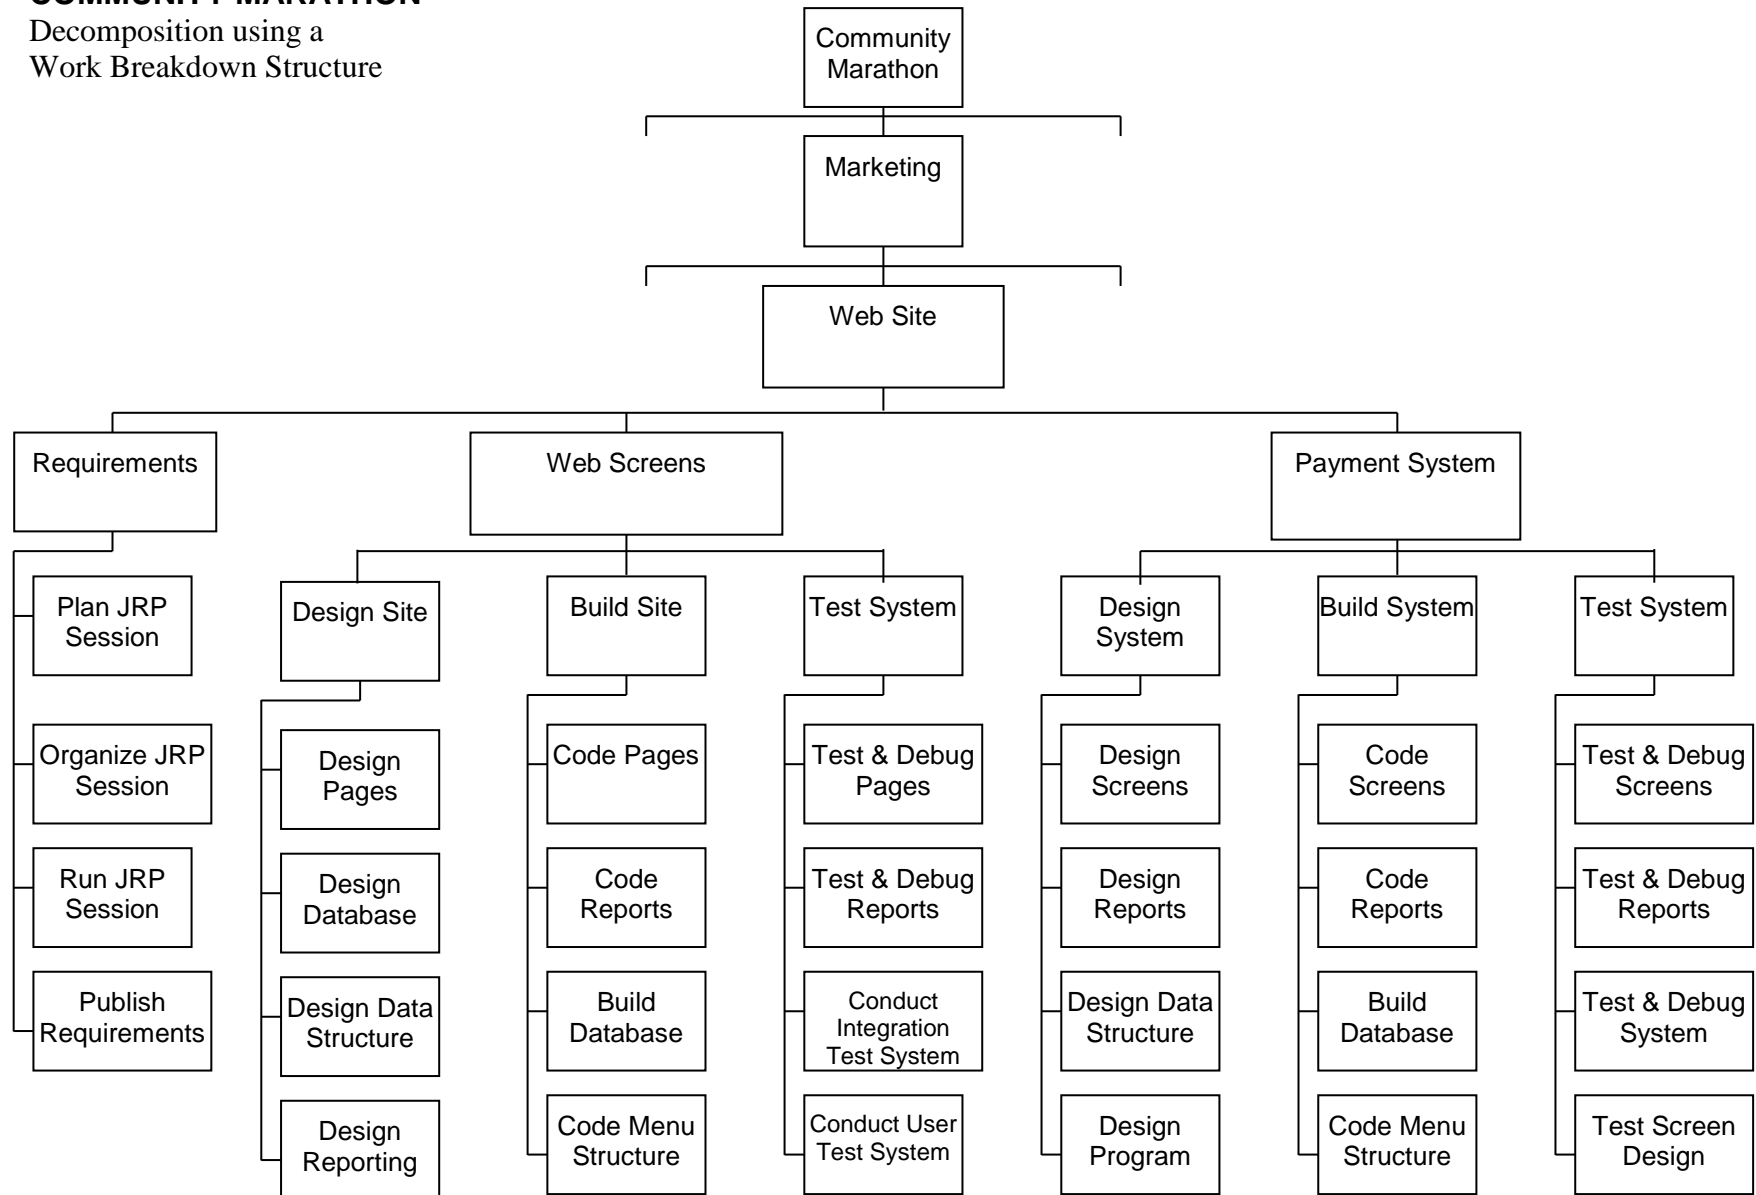 COMMUNITY MARATHON
Decomposition using a
Work Breakdown Structure
Community
Marathon
Marketing
Web Site
Requirements
Web Screens
Payment System
Plan JRP
Session
Organize JRP
Session
Run JRP
Session
Publish
Requirements
Design Site
Design
Pages
Design
Database
Design Data
Structure
Design
Reporting
Build Site
Code Pages
Code
Reports
Build
Database
Code Menu
Structure
Test System
Test & Debug
Pages
Test & Debug
Reports
Conduct
Integration
Test System
Conduct User
Test System
Design
System
Design
Screens
Design
Reports
Design Data
Structure
Design
Program
Build System
Code
Screens
Code
Reports
Build
Database
Code Menu
Structure
Test System
Test & Debug
Screens
Test & Debug
Reports
Test & Debug
System
Test Screen
Design